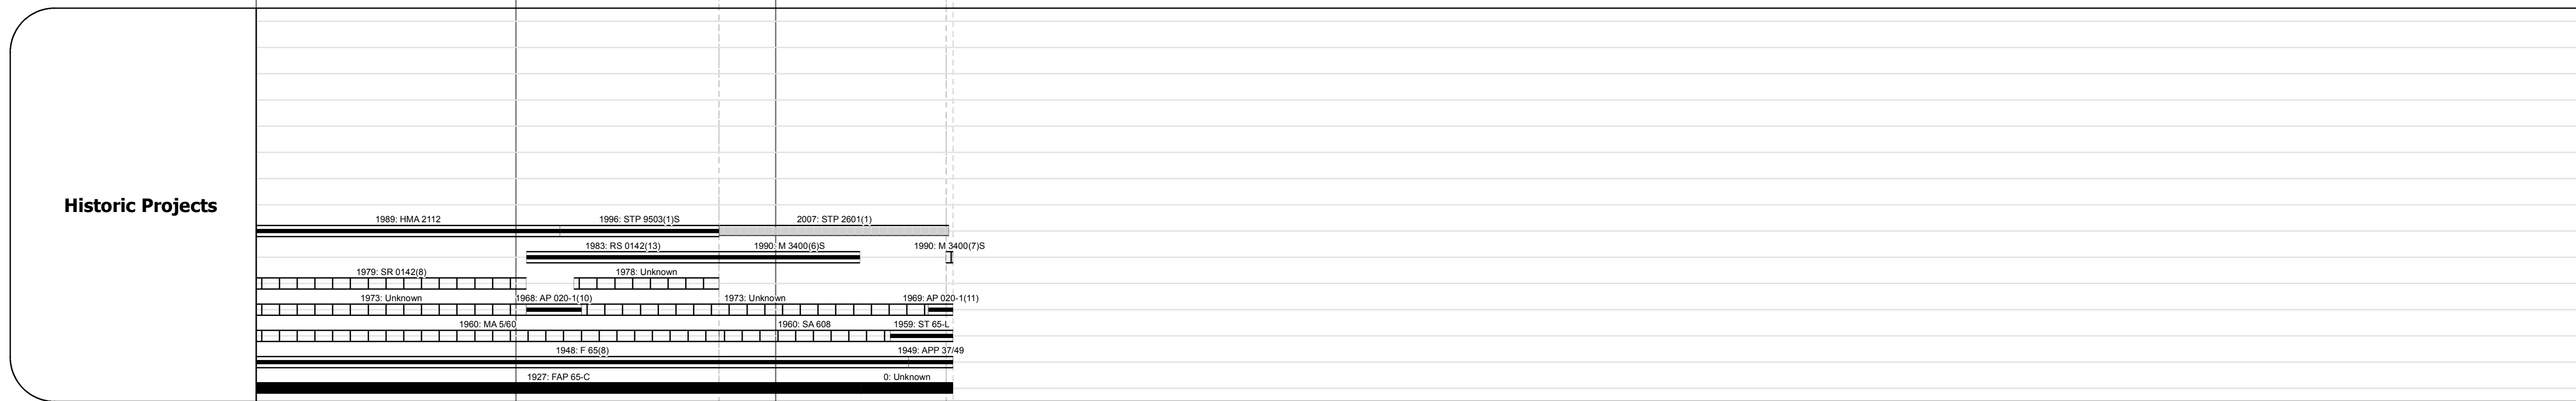 Historic Projects
1989: HMA 2112 1996: STP 9503(1)S 2007: STP 2601(1)
1983: RS 0142(13) 1990: M 3400(6)S 1990: M 3400(7)S
1979: SR 0142(8) 1978: Unknown
1973: Unknown 1968: AP 020-1(10) 1973: Unknown 1969: AP 020-1(11)
1960: MA 5/60 1960: SA 608 1959: ST 65-L
1948: F 65(8) 1949: APP 37/49
1927: FAP 65-C 0: Unknown